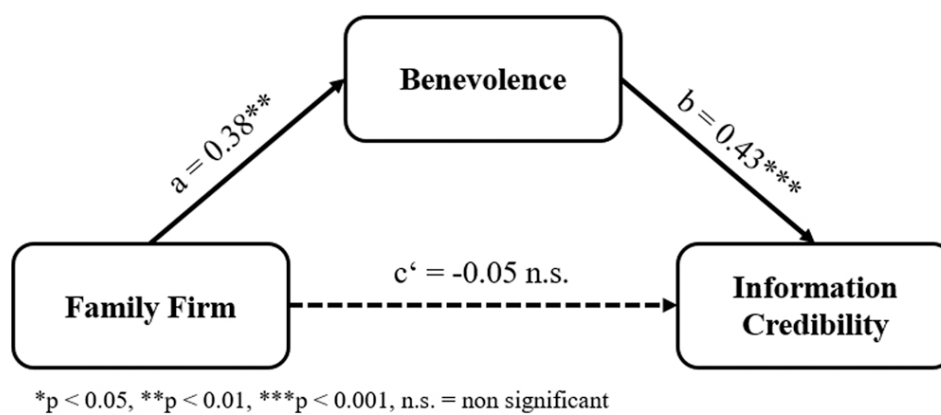 Benevolence
a = 0.38**
b = 0.43***
c‘ = -0.05 n.s.
Family Firm
Information
Credibility
*p < 0.05, **p < 0.01, ***p < 0.001, n.s. = non significant